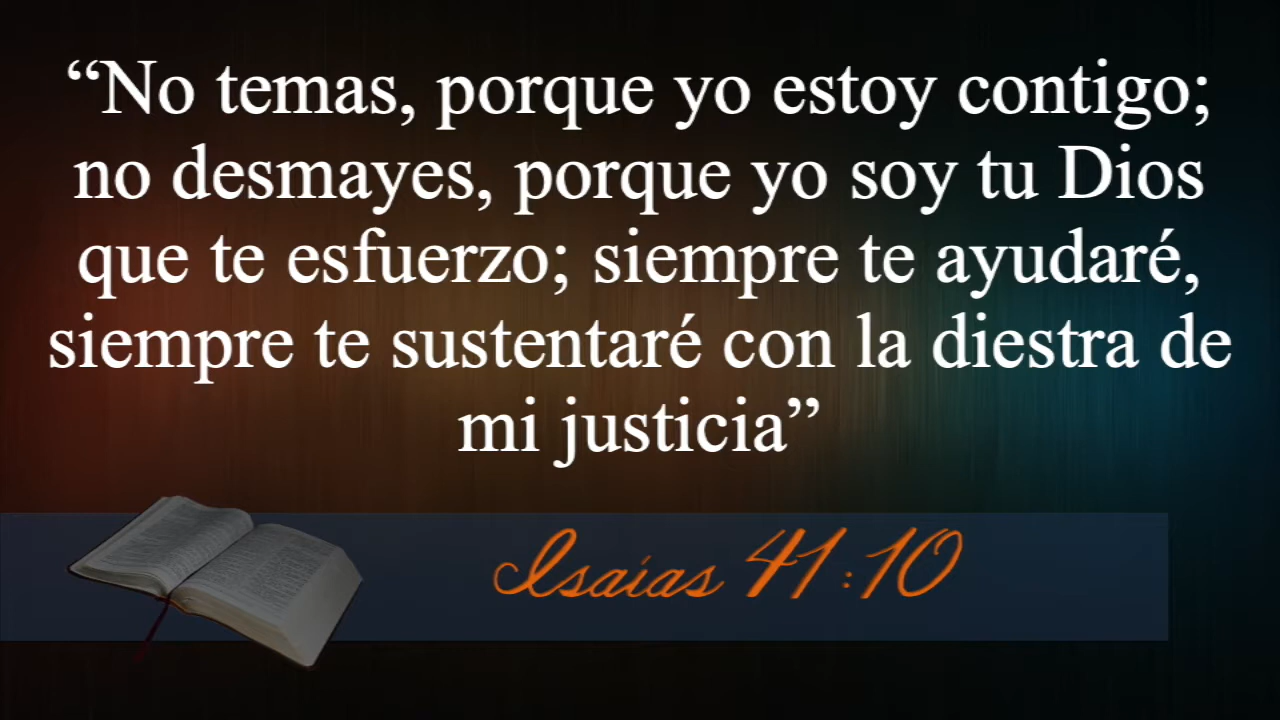 “No temas, porque yo estoy contigo;
no desmayes, porque yo soy tu Dios
que te esfuerzo; siempre te ayudaré,
siempre te sustentaré con la diestra de
mi justicia”
Isaías 41:10